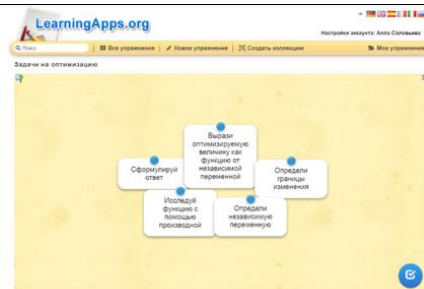 LearningApps.org
Настройки аккаунта: Алла Соловьева
Поиск
Все упражнения
Новое упражнение
Создать коллекцию
Мои упражнения
Задачи на оптимизацию
Вырази
оптимизируемую
величину как
функцию от
независимой
переменной
Сформулируй
ответ
Определи
границы
изменения
Исследуй
функцию с
помощью
производной
Определи
независимую
переменную